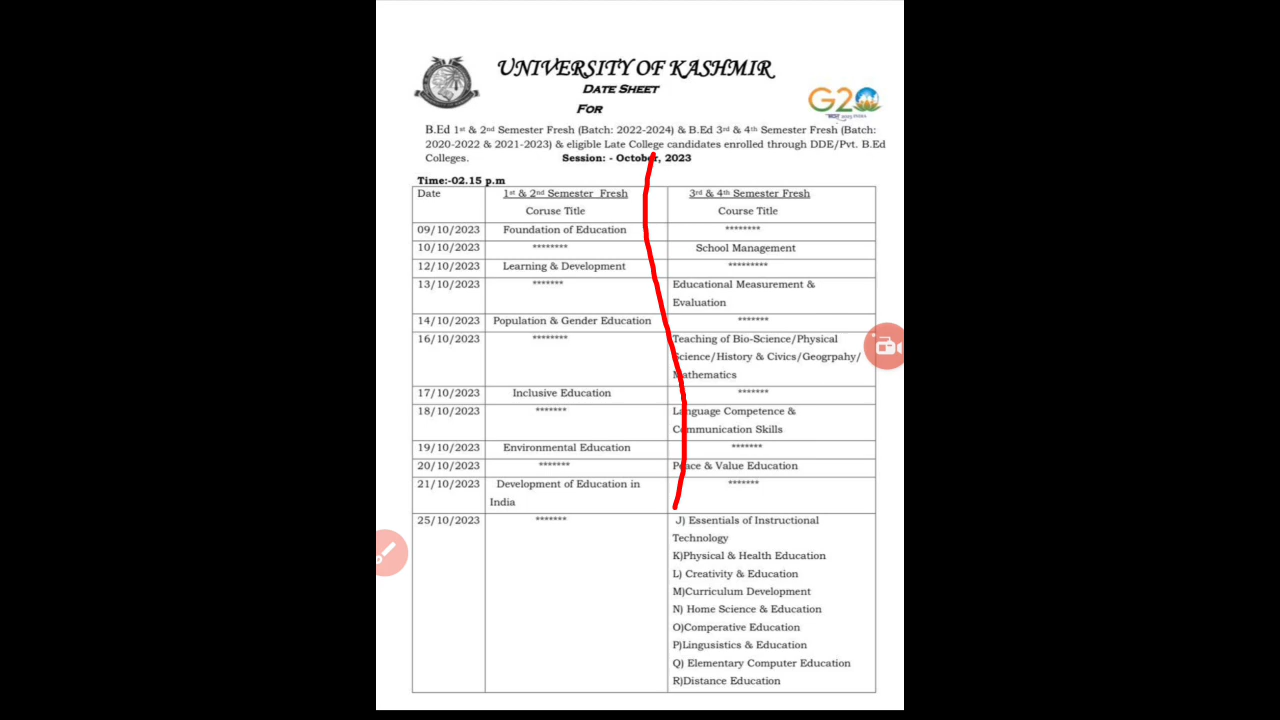 UNIVERSITY OF KASHMIR
DATE SHEET
FOR
G20
B.Ed 1st & 2nd Semester Fresh (Batch: 2022-2024) & B.Ed 3rd & 4th Semester Fresh (Batch:
2020-2022 & 2021-2023) & eligible Late College candidates enrolled through DDE/Pvt. B.Ed
Colleges. Session: - October, 2023
Time:-02.15 p.m
Date 1st & 2nd Semester Fresh 3rd & 4th Semester Fresh
Coruse Title Course Title
09/10/2023 Foundation of Education ********
10/10/2023 ******** School Management
12/10/2023 Learning & Development *********
13/10/2023 ******* Educational Measurement &
Evaluation
14/10/2023 Population & Gender Education *******
16/10/2023 ******** Teaching of Bio-Science/Physical
Science/History & Civics/Geogrpahy/
Mathematics
17/10/2023 Inclusive Education *******
18/10/2023 ******* Language Competence &
Communication Skills
19/10/2023 Environmental Education *******
20/10/2023 ******* Peace & Value Education
21/10/2023 Development of Education in *******
India
25/10/2023 ******* J) Essentials of Instructional
Technology
K)Physical & Health Education
L) Creativity & Education
M)Curriculum Development
N) Home Science & Education
O)Comperative Education
P)Lingusistics & Education
Q) Elementary Computer Education
R)Distance Education